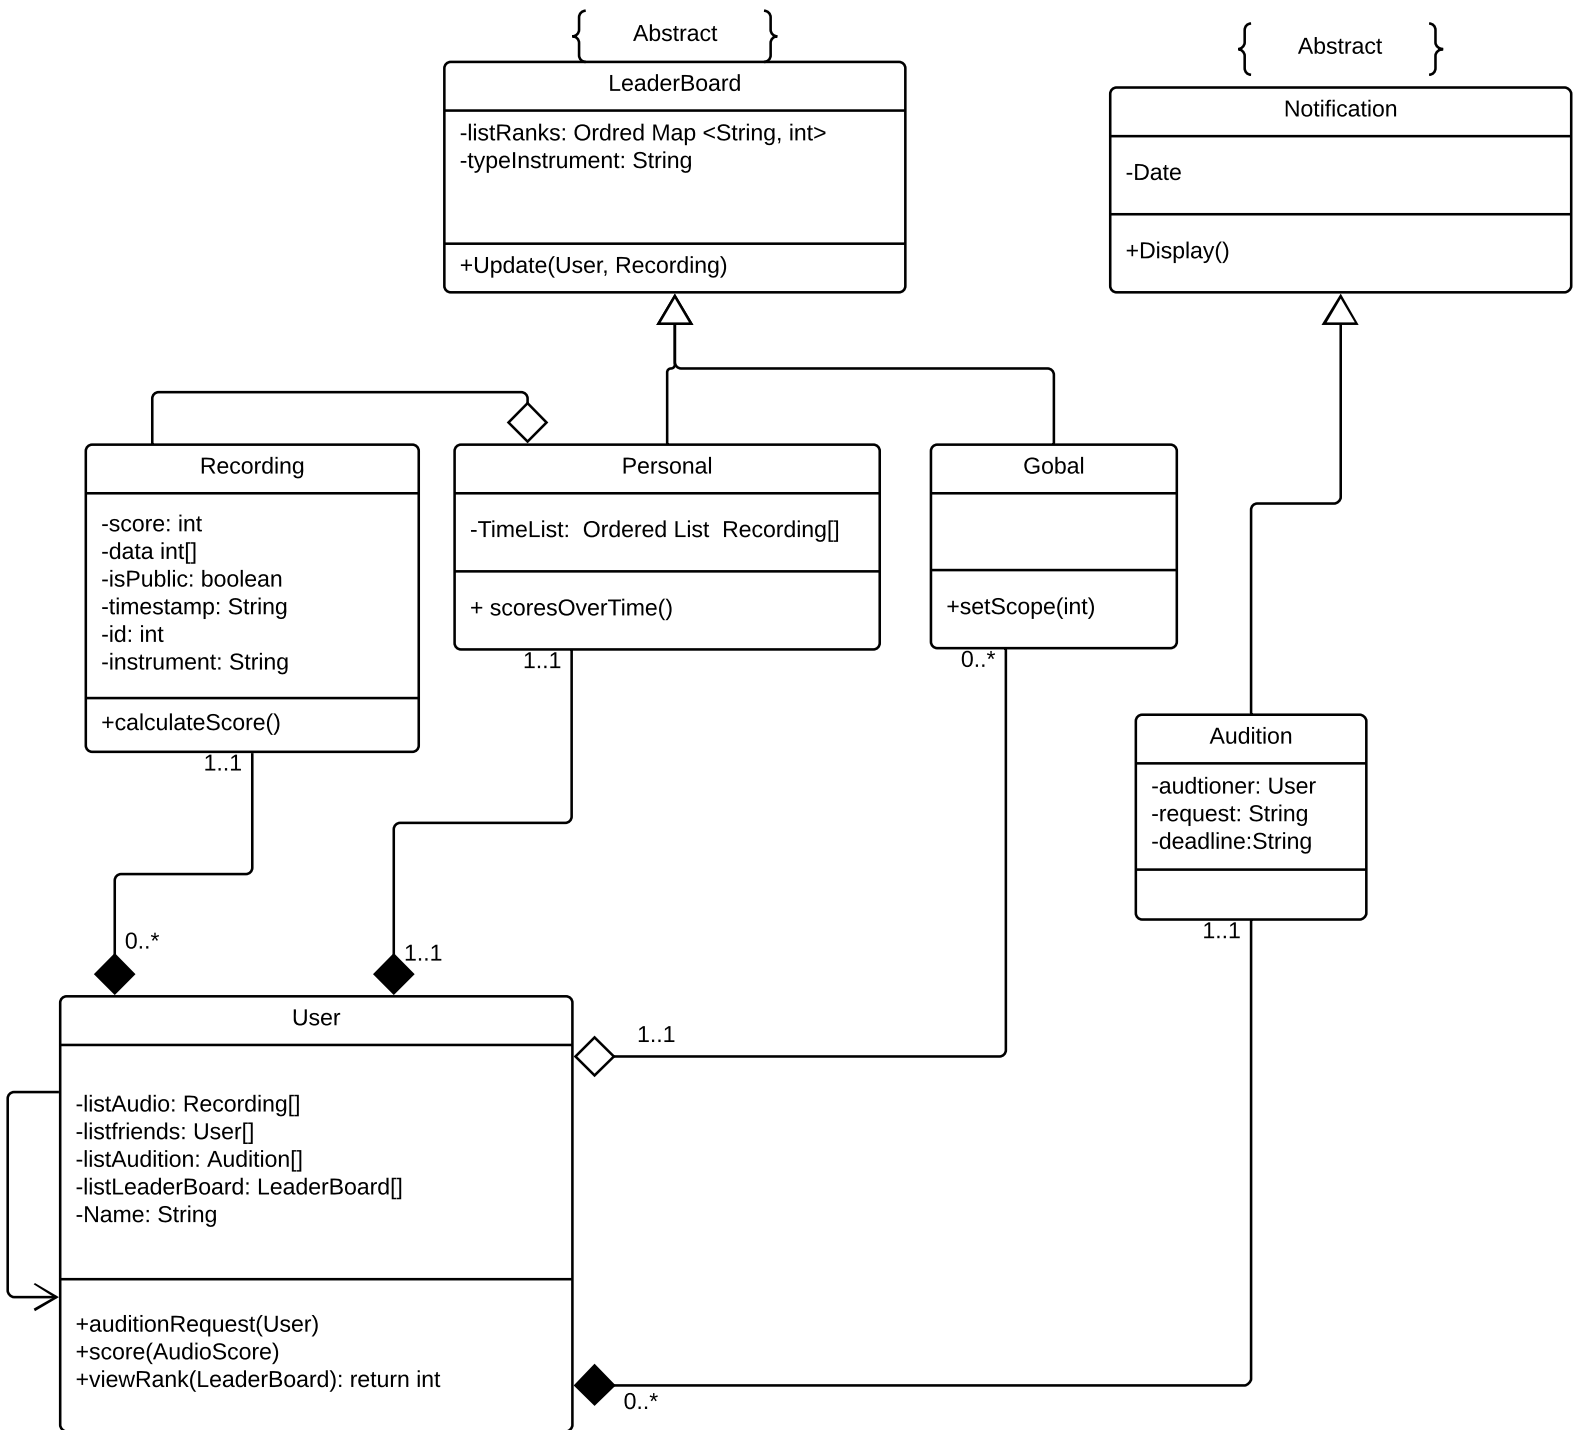 Abstract
LeaderBoard
-listRanks: Ordred Map <String, int>
-typeInstrument: String
+Update(User, Recording)
Abstract
Notification
-Date
+Display()
Recording
-score: int
-data int[]
-isPublic: boolean
-timestamp: String
-id: int
-instrument: String
+calculateScore()
1..1
Personal
-TimeList:  Ordered List  Recording[]
+ scoresOverTime()
1..1
Gobal
+setScope(int)
0..*
Audition
-audtioner: User
-request: String
-deadline:String
1..1
0..*
1..1
User
1..1
-listAudio: Recording[]
-listfriends: User[]
-listAudition: Audition[]
-listLeaderBoard: LeaderBoard[]
-Name: String
+auditionRequest(User)
+score(AudioScore)
+viewRank(LeaderBoard): return int
0..*